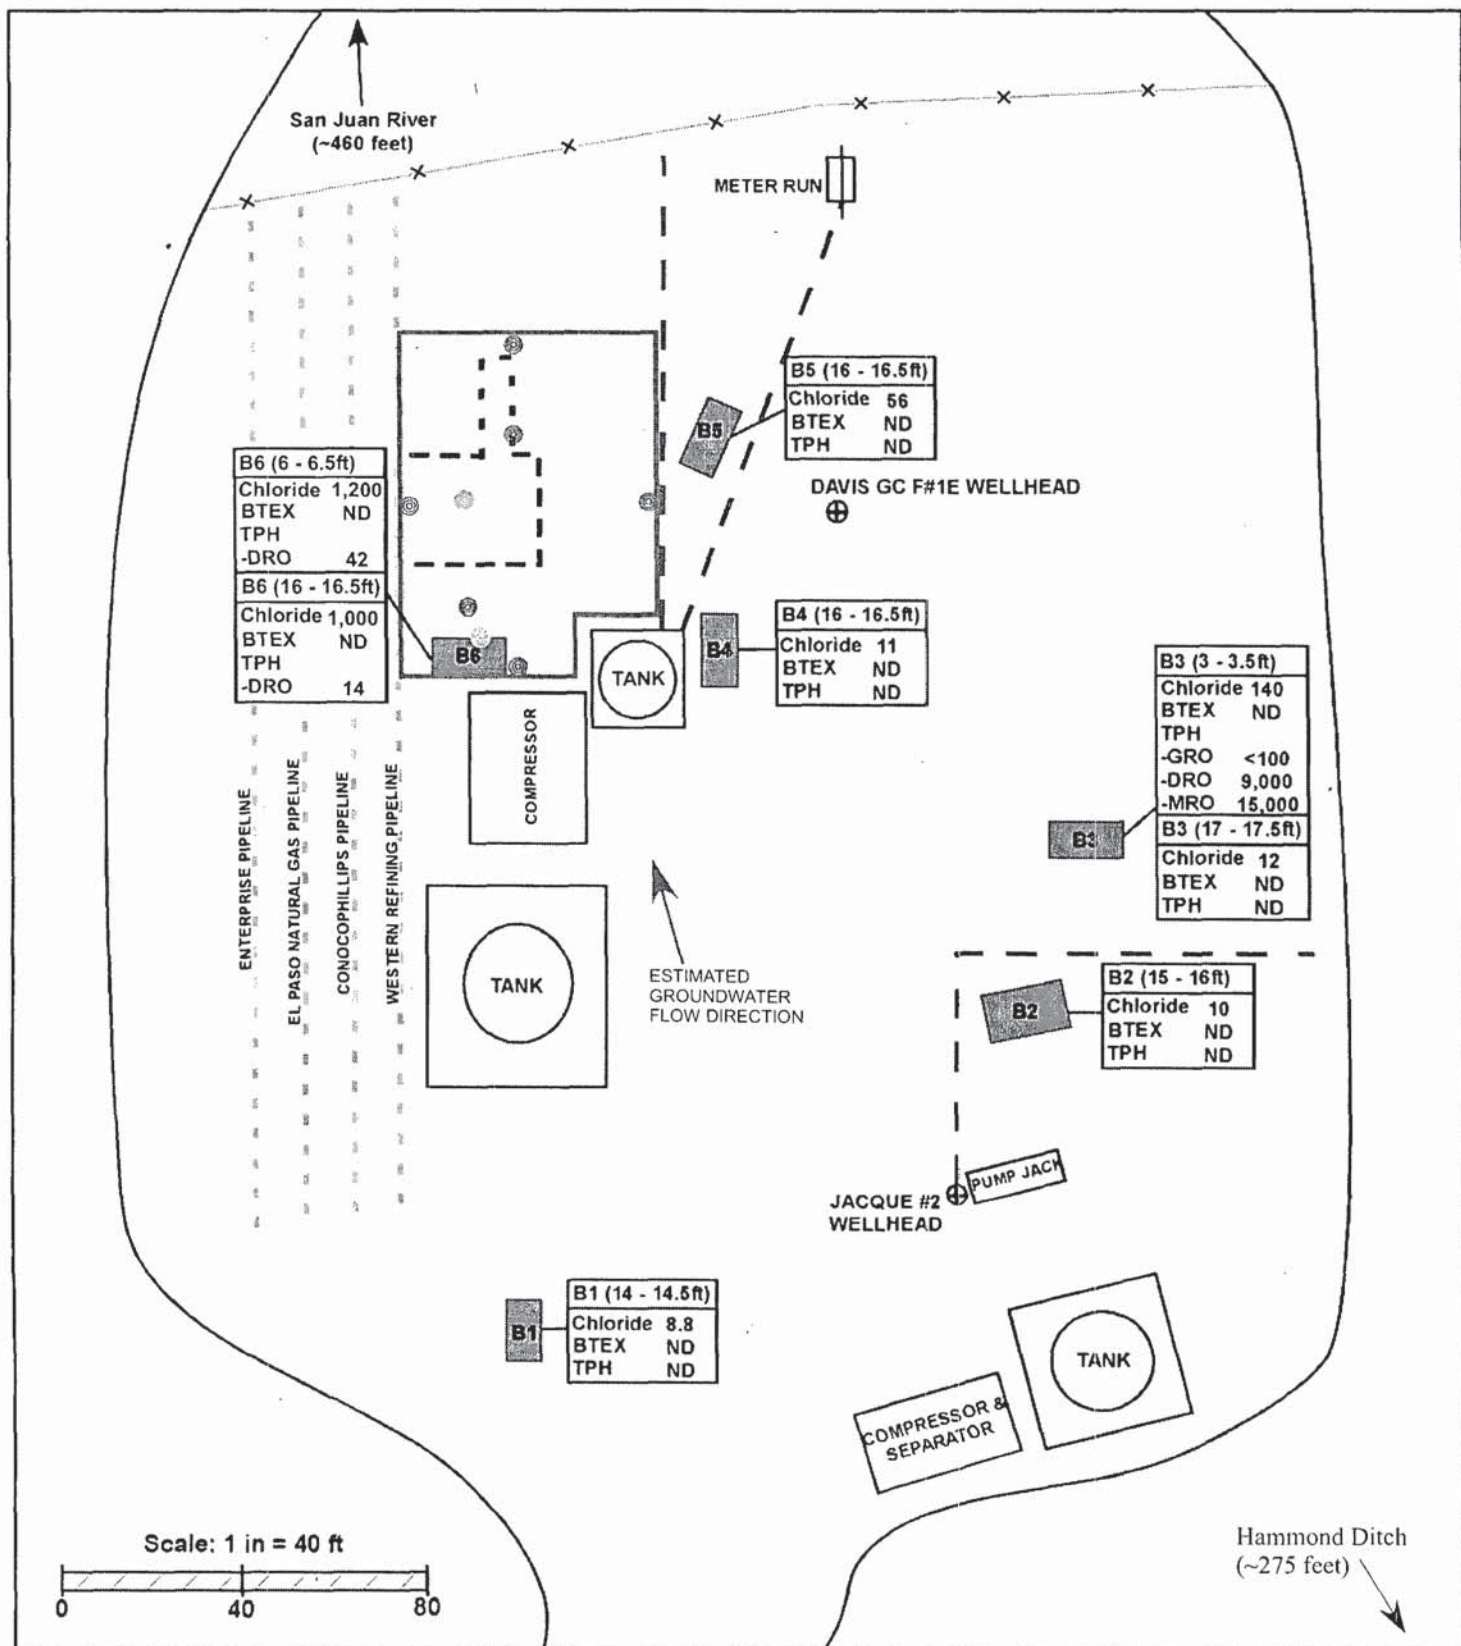 San Juan River
(~460 feet)
METER RUN
B5 (16 - 16.5ft)
Chloride 56
BTEX ND
TPH ND
B5
DAVIS GC F#1E WELLHEAD
B6 (6 - 6.5ft)
Chloride 1,200
BTEX ND
TPH
-DRO 42
B6 (16 - 16.5ft)
Chloride 1,000
BTEX ND
TPH
-DRO 14
B6
TANK
B4
B4 (16 - 16.5ft)
Chloride 11
BTEX ND
TPH ND
B3 (3 - 3.5ft)
Chloride 140
BTEX ND
TPH
-GRO <100
-DRO 9,000
-MRO 15,000
B3 (17 - 17.5ft)
Chloride 12
BTEX ND
TPH ND
B3
COMPRESSOR
ENTERPRISE PIPELINE
EL PASO NATURAL GAS PIPELINE
CONOCOPHILLIPS PIPELINE
WESTERN REFINING PIPELINE
TANK
ESTIMATED
GROUNDWATER
FLOW DIRECTION
B2
B2 (15 - 16ft)
Chloride 10
BTEX ND
TPH ND
PUMP JACK
JACQUE #2
WELLHEAD
B1
B1 (14 - 14.5ft)
Chloride 8.8
BTEX ND
TPH ND
TANK
COMPRESSOR &
SEPARATOR
Scale: 1 in = 40 ft
0 40 80
Hammond Ditch
(~275 feet)